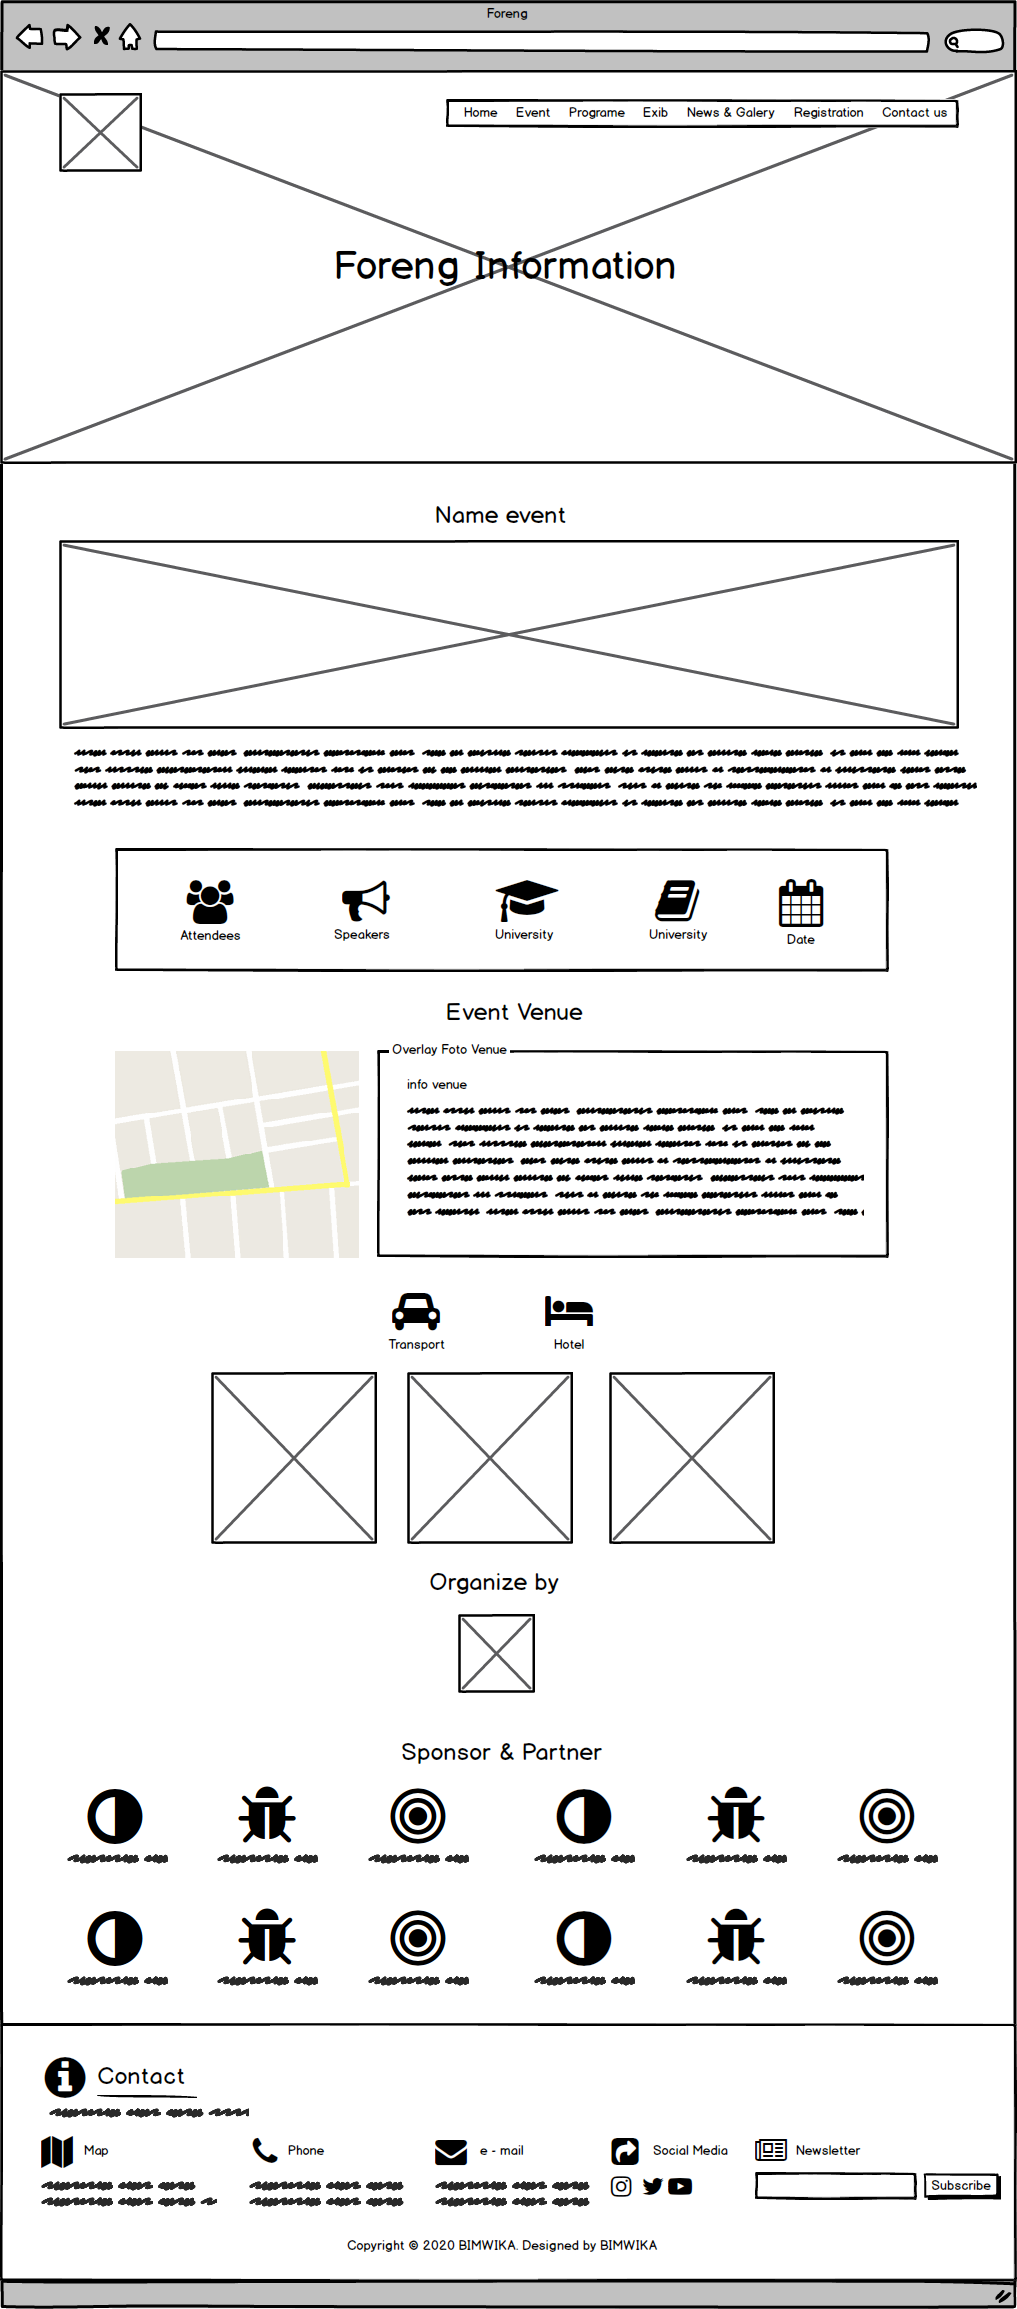 Foreng
Home Event Programe Exib News & Galery Registration Contact us
Foreng Information
Name event
Attendees Speakers University University Date
Event Venue
Overlay Foto Venue
info venue
Transport Hotel
Organize by
Sponsor & Partner
Contact
Map Phone e - mail Social Media Newsletter
Subscribe
Copyright © 2020 BIMWIKA. Designed by BIMWIKA